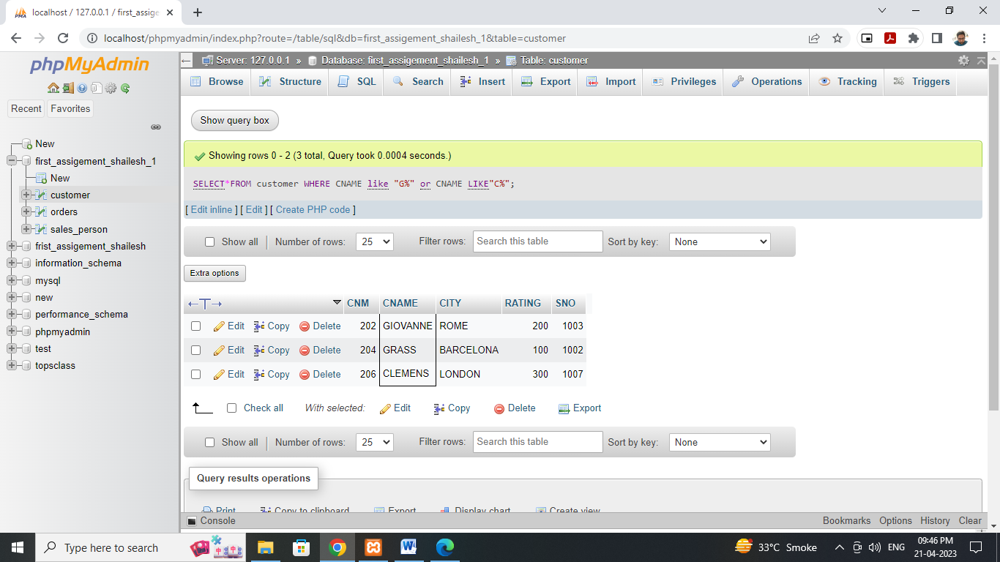 localhost / 127.0.0.1 / first_assige
localhost/phpmyadmin/index.php?route=/table/sql&db=first_assigement_shailesh_1&table=customer
phpMyAdmin
Recent Favorites
New
first_assigement_shailesh_1
New
customer
orders
sales_person
frist_assigement_shailesh
information_schema
mysql
new
performance_schema
phpmyadmin
test
topsclass
Server: 127.0.0.1 » Database: first_assigement_shailesh_1 » Table: customer
Browse Structure SQL Search Insert Export Import Privileges Operations Tracking Triggers
Show query box
Showing rows 0 - 2 (3 total, Query took 0.0004 seconds.)
SELECT*FROM customer WHERE CNAME like "G%" or CNAME LIKE"C%";
[ Edit inline ] [ Edit ] [ Create PHP code ]
Show all | Number of rows: 25 Filter rows: Search this table Sort by key: None
Extra options
CNM CNAME CITY RATING SNO
Edit Copy Delete 202 GIOVANNE ROME 200 1003
Edit Copy Delete 204 GRASS BARCELONA 100 1002
Edit Copy Delete 206 CLEMENS LONDON 300 1007
Check all With selected: Edit Copy Delete Export
Show all | Number of rows: 25 Filter rows: Search this table Sort by key: None
Query results operations
Print Copy to clipboard Export Display chart Create view
Console Bookmarks Options History Clear
Type here to search 33°C Smoke ENG 09:46 PM
21-04-2023